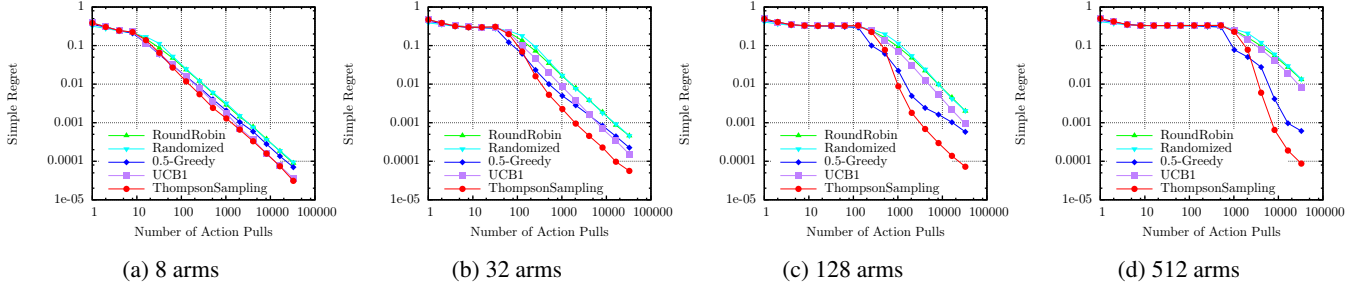 Simple Regret
1
0.1
0.01
0.001
0.0001
1e-05
RoundRobin
Randomized
0.5-Greedy
UCB1
ThompsonSampling
1 10 100 1000 10000 100000
Number of Action Pulls
(a) 8 arms
Simple Regret
1
0.1
0.01
0.001
0.0001
1e-05
RoundRobin
Randomized
0.5-Greedy
UCB1
ThompsonSampling
1 10 100 1000 10000 100000
Number of Action Pulls
(b) 32 arms
Simple Regret
1
0.1
0.01
0.001
0.0001
1e-05
RoundRobin
Randomized
0.5-Greedy
UCB1
ThompsonSampling
1 10 100 1000 10000 100000
Number of Action Pulls
(c) 128 arms
Simple Regret
1
0.1
0.01
0.001
0.0001
1e-05
RoundRobin
Randomized
0.5-Greedy
UCB1
ThompsonSampling
1 10 100 1000 10000 100000
Number of Action Pulls
(d) 512 arms